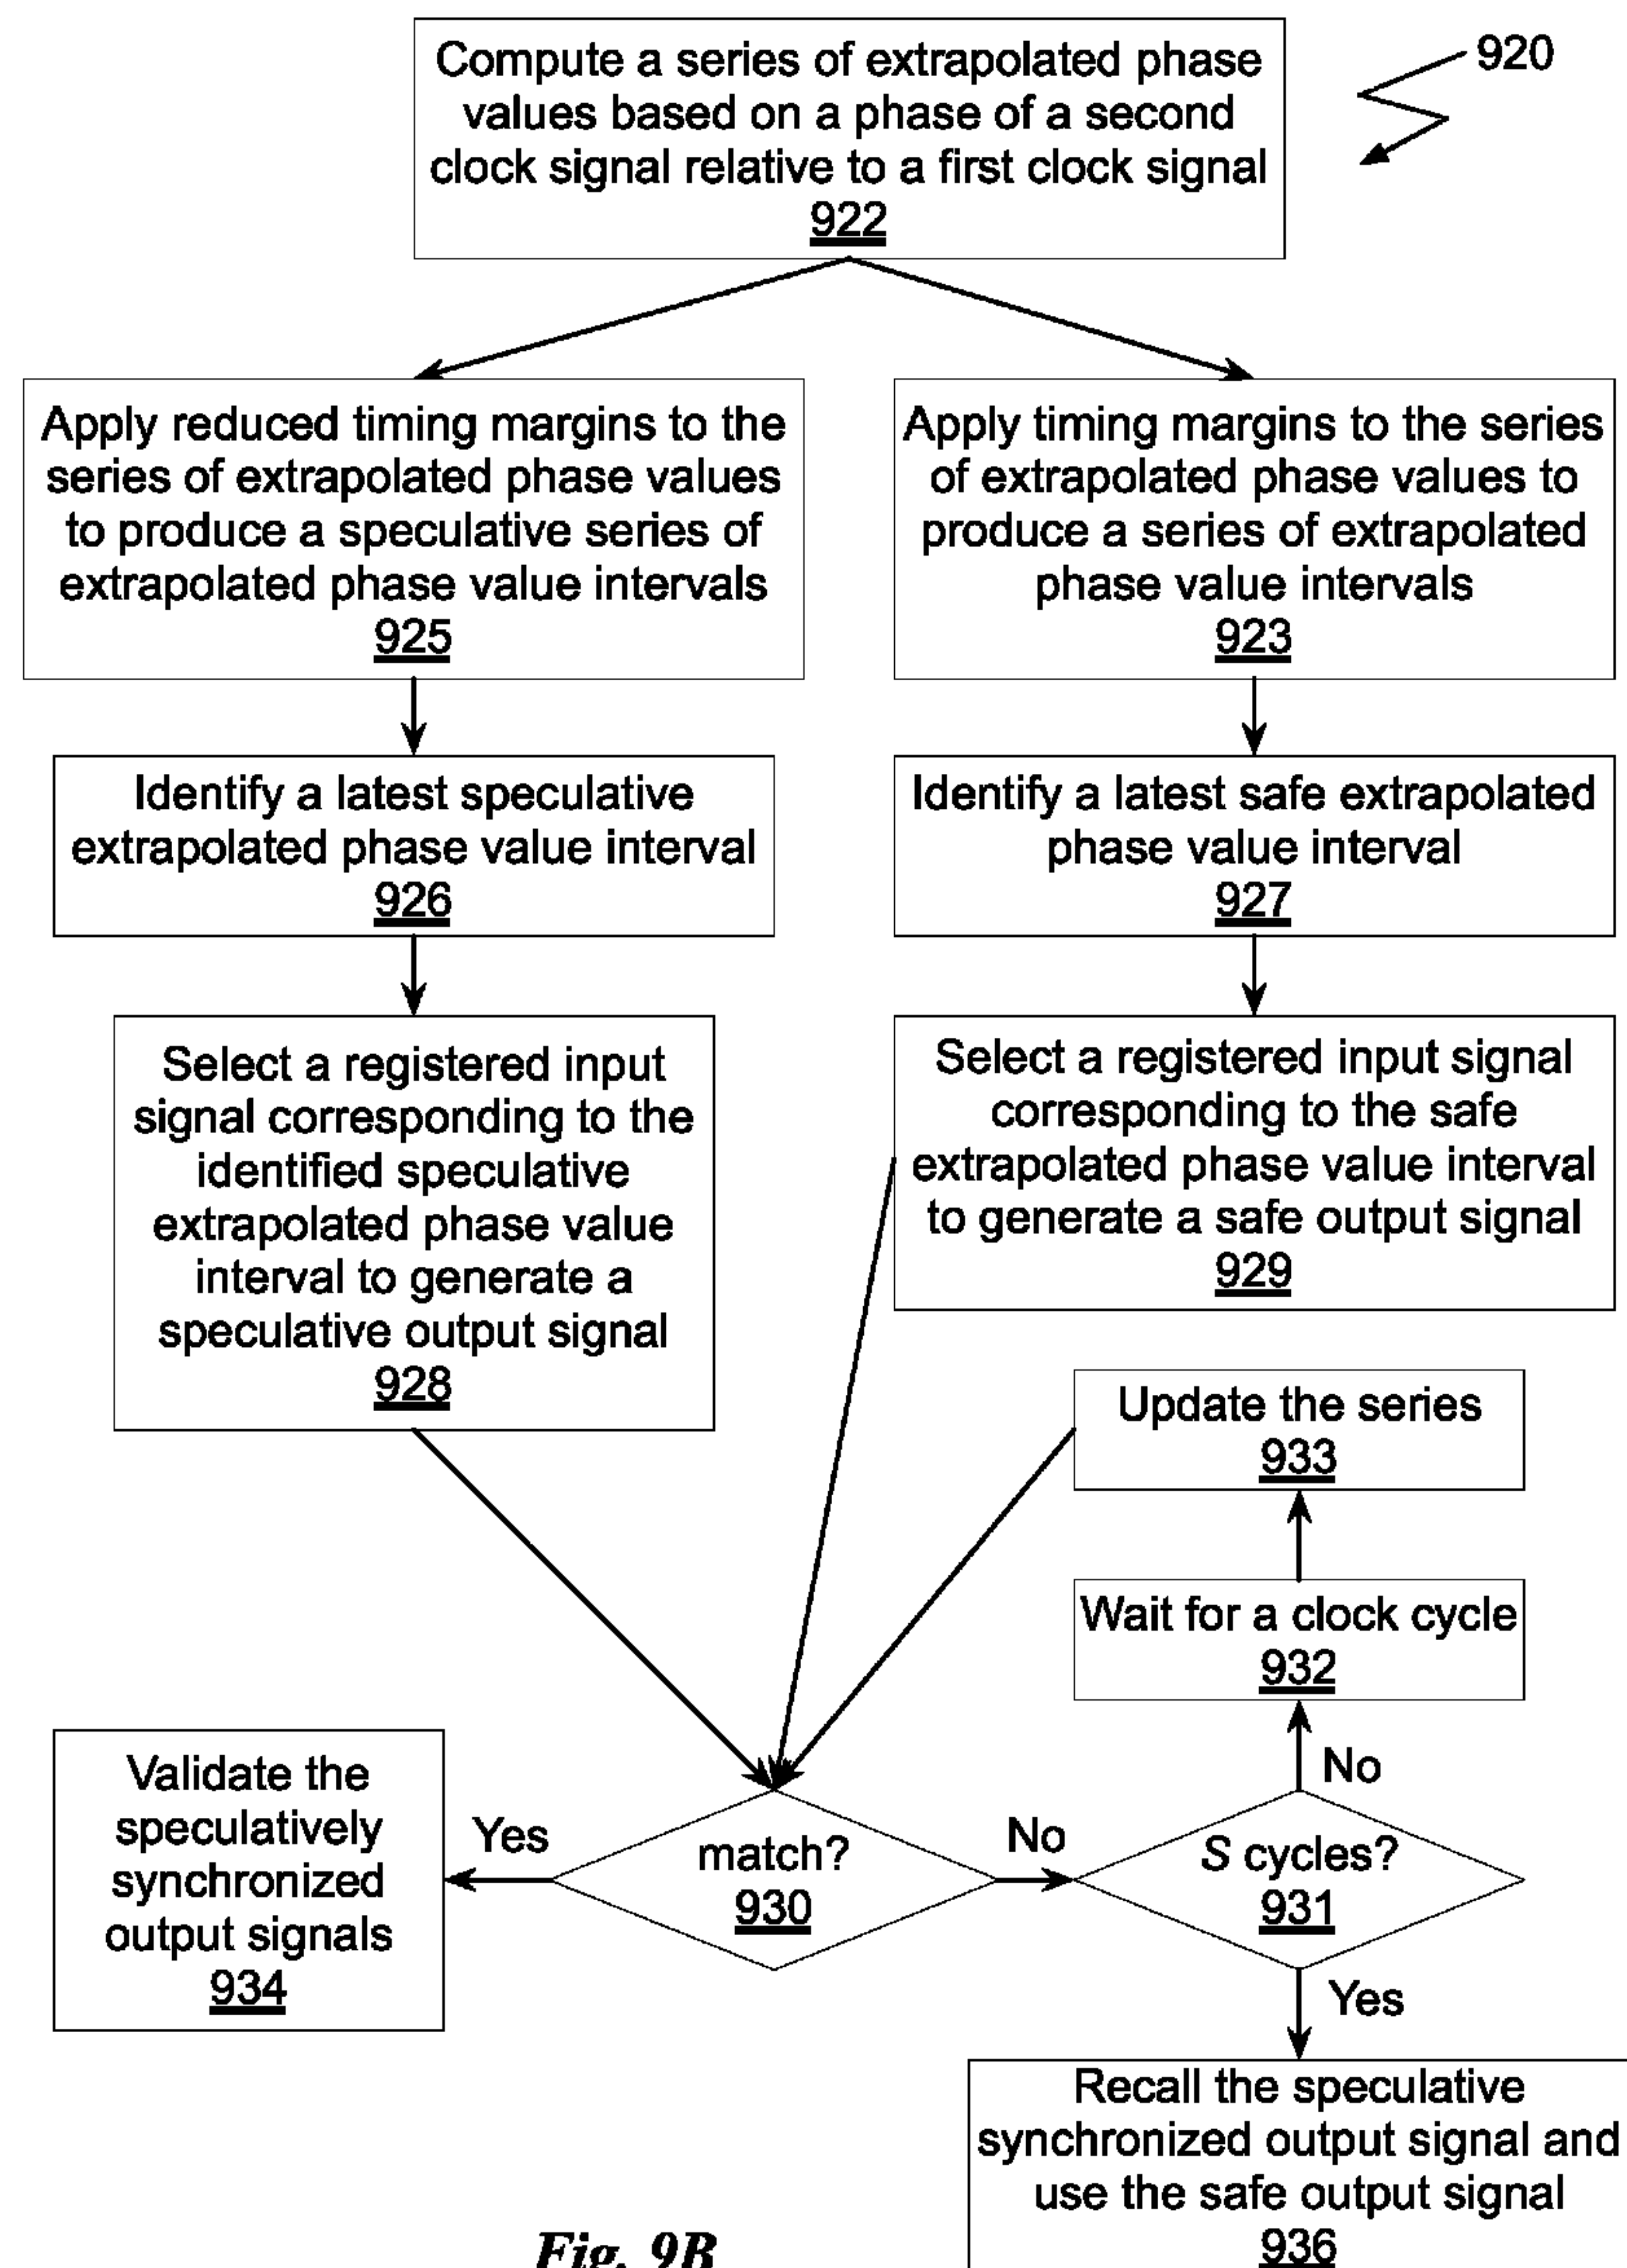 Compute a series of extrapolated phase
values based on a phase of a second
clock signal relative to a first clock signal
922
920
Apply reduced timing margins to the
series of extrapolated phase values
to produce a speculative series of
extrapolated phase value intervals
925
Apply timing margins to the series
of extrapolated phase values to
produce a series of extrapolated
phase value intervals
923
Identify a latest speculative
extrapolated phase value interval
926
Identify a latest safe extrapolated
phase value interval
927
Select a registered input
signal corresponding to the
identified speculative
extrapolated phase value
interval to generate a
speculative output signal
928
Select a registered input signal
corresponding to the safe
extrapolated phase value interval
to generate a safe output signal
929
Update the series
933
Wait for a clock cycle
932
No
Validate the
speculatively
synchronized
output signals
934
Yes
match?
930
No
S cycles?
931
Yes
Recall the speculative
synchronized output signal and
use the safe output signal
936
Fig. 9B